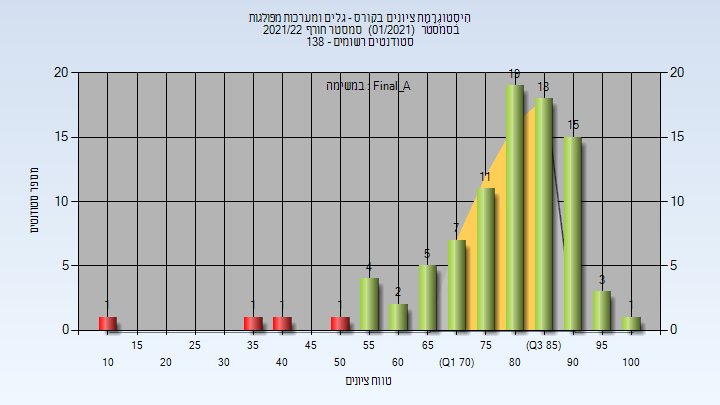 היסטוגרמת ציונים בקורס - גלים ומערכות מפולגות
בסמסטר (01/2021) סמסטר חורף 2021/22
סטודנטים רשומים - 138
במשימה : Final_A
20 20
15 15
10 10
5 5
0 0
מספר סטודנטים
1 1 1 1 4 2 5 7 11 19 18 15 3 1
15 25 35 45 55 65 75 (Q3 85) 95
10 20 30 40 50 60 (Q1 70) 80 90 100
טווח ציונים